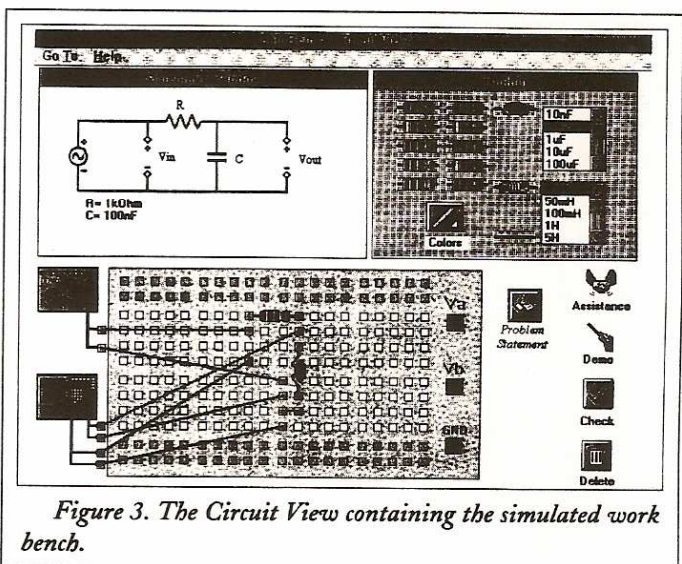 Go To Help
R
Vin
C
Vout
R= 1kOhm
C= 100nF
10nF
1uF
10uF
100uF
50mH
100mH
1H
5H
Colors
Va
Vb
GND
Problem
Statement
Assistance
Demo
Check
Delete
Figure 3. The Circuit View containing the simulated work
bench.